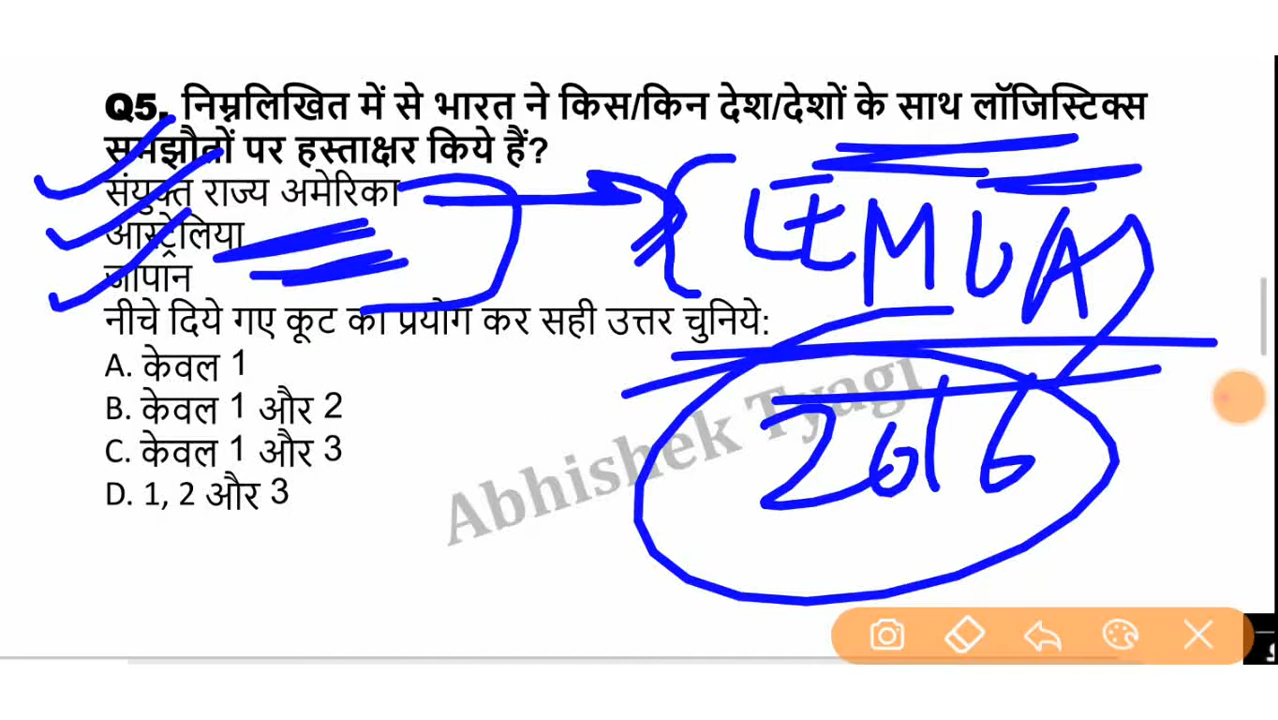 Q5. निम्नलिखित में से भारत ने किस/किन देश/देशों के साथ लॉजिस्टिक्स
समझौतों पर हस्ताक्षर किये हैं?
संयुक्त राज्य अमेरिका
आस्ट्रेलिया
जापान
LEMUA
नीचे दिये गए कूट का प्रयोग कर सही उत्तर चुनिये:
A. केवल 1
B. केवल 1 और 2
C. केवल 1 और 3
D. 1, 2 और 3
2016
Abhishek Tyagi